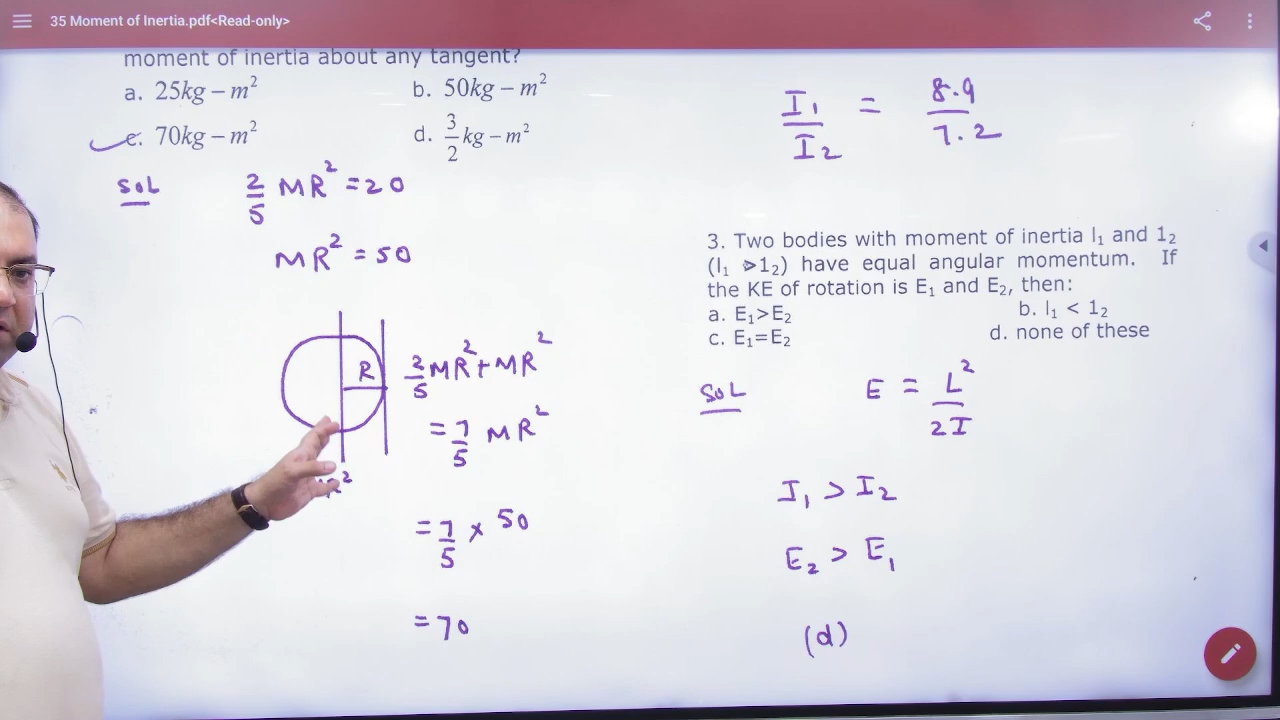 35 Moment of Inertia.pdf<Read-only>
moment of inertia about any tangent?
a. 25kg – m²
b. 50kg – m²
c. 70kg – m²
d. 3/2 kg – m²
SOL
2/5 MR² = 20
MR² = 50
R
2/5 MR² + MR²
= 7/5 MR²
R²
= 7/5 × 50
= 70
I₁/I₂ = 8.9/7.2
3. Two bodies with moment of inertia I₁ and 1₂
(I₁ >1₂) have equal angular momentum. If
the KE of rotation is E₁ and E₂, then:
a. E₁>E₂
b. I₁ < 1₂
c. E₁=E₂
d. none of these
SOL
E = L²/2I
I₁ > I₂
E₂ > E₁
(d)